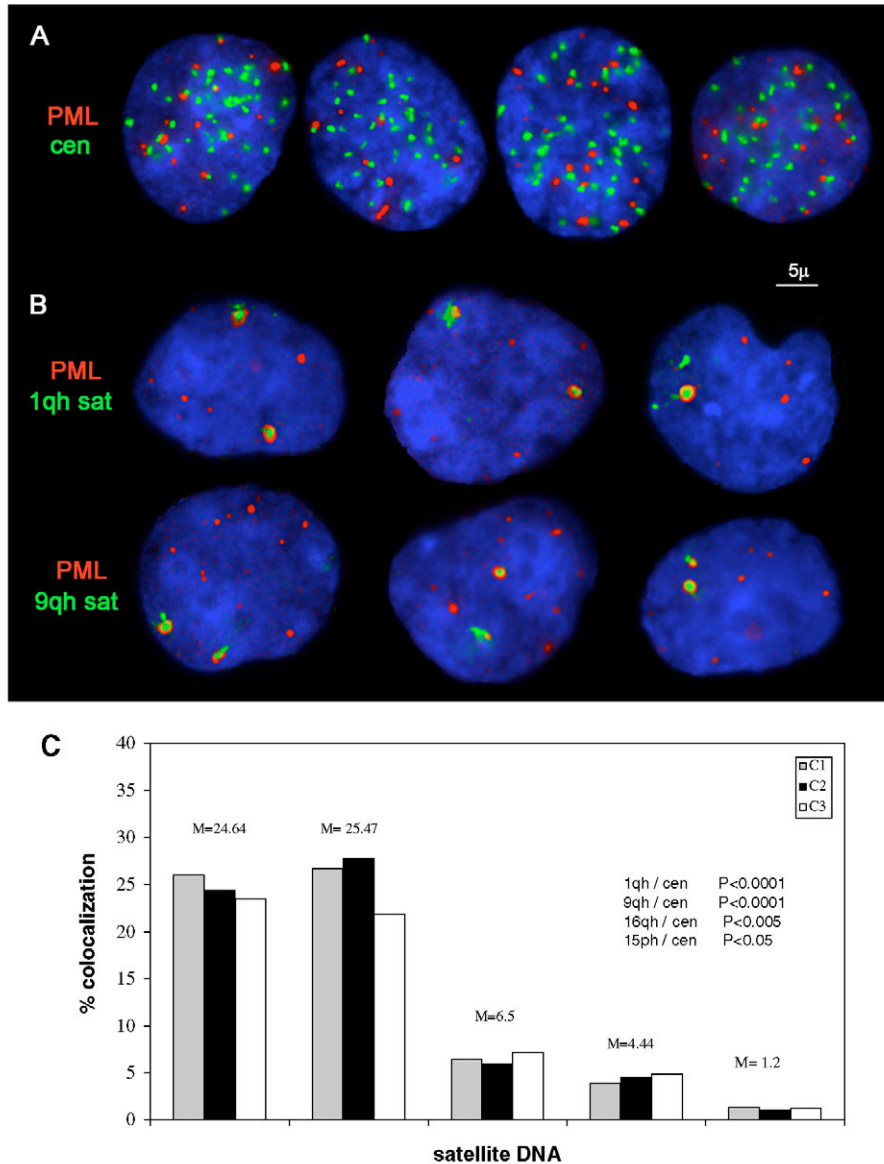 A
PML
cen
5μ
B
PML
1qh sat
PML
9qh sat
C
40
35
30
25
20
15
10
5
0
% colocalization
M=24.64
M= 25.47
M=6.5
M=4.44
M= 1.2
C1
C2
C3
1qh / cen P<0.0001
9qh / cen P<0.0001
16qh / cen P<0.005
15ph / cen P<0.05
satellite DNA